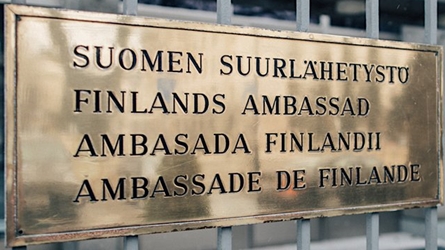 SUOMEN SUURLÄHETYSTÖ
FINLANDS AMBASSAD
AMBASADA FINLANDII
AMBASSADE DE FINLANDE